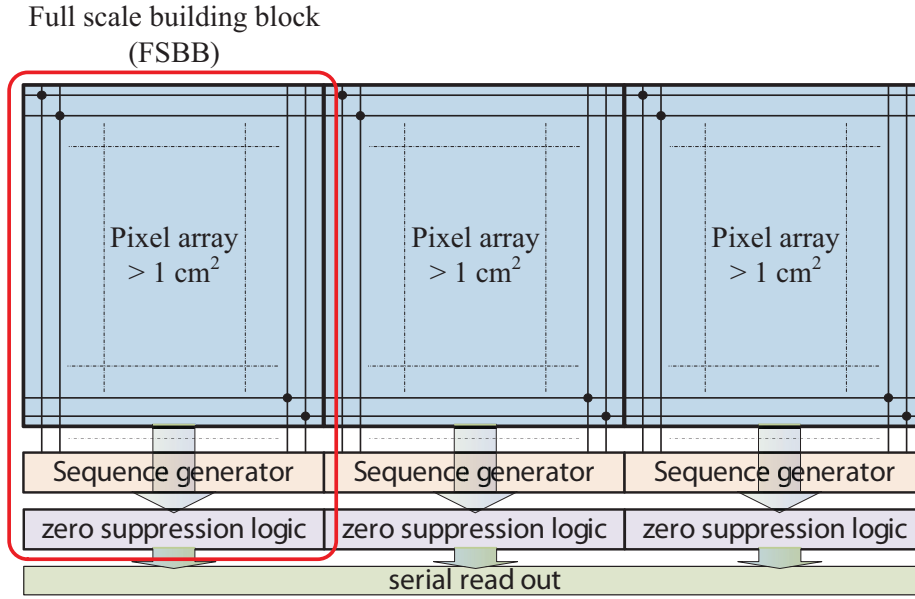 Full scale building block
(FSBB)
Pixel array
> 1 cm²
Pixel array
> 1 cm²
Pixel array
> 1 cm²
Sequence generator
Sequence generator
Sequence generator
zero suppression logic
zero suppression logic
zero suppression logic
serial read out